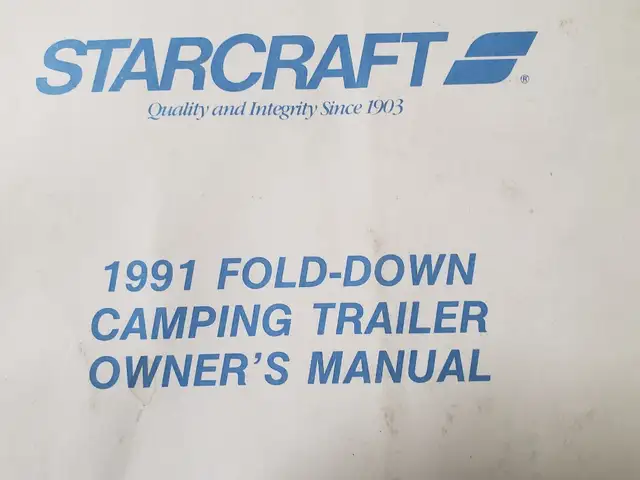 STARCRAFT
®
Quality and Integrity Since 1903
1991 FOLD-DOWN
CAMPING TRAILER
OWNER'S MANUAL